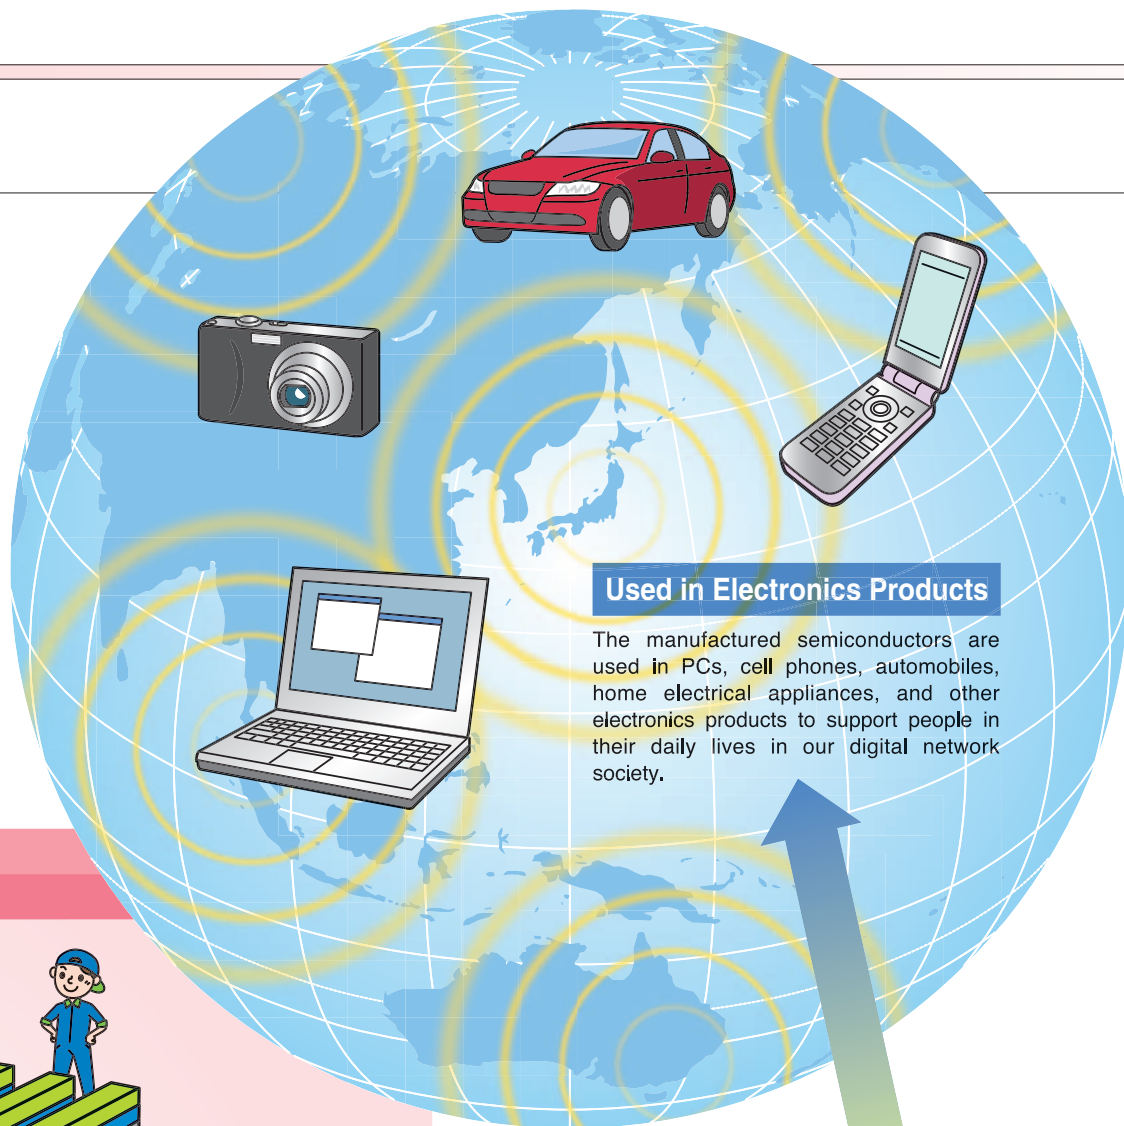 Used in Electronics Products
The manufactured semiconductors are
used in PCs, cell phones, automobiles,
home electrical appliances, and other
electronics products to support people in
their daily lives in our digital network
society.